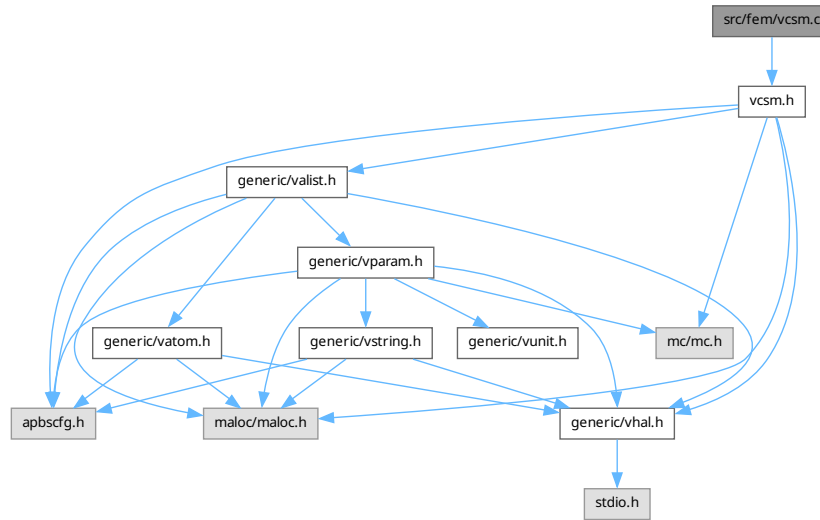 src/fem/vcsm.c
vcsm.h
generic/valist.h
generic/vparam.h
generic/vatom.h
generic/vstring.h
generic/vunit.h
mc/mc.h
apbscfg.h
maloc/maloc.h
generic/vhal.h
stdio.h